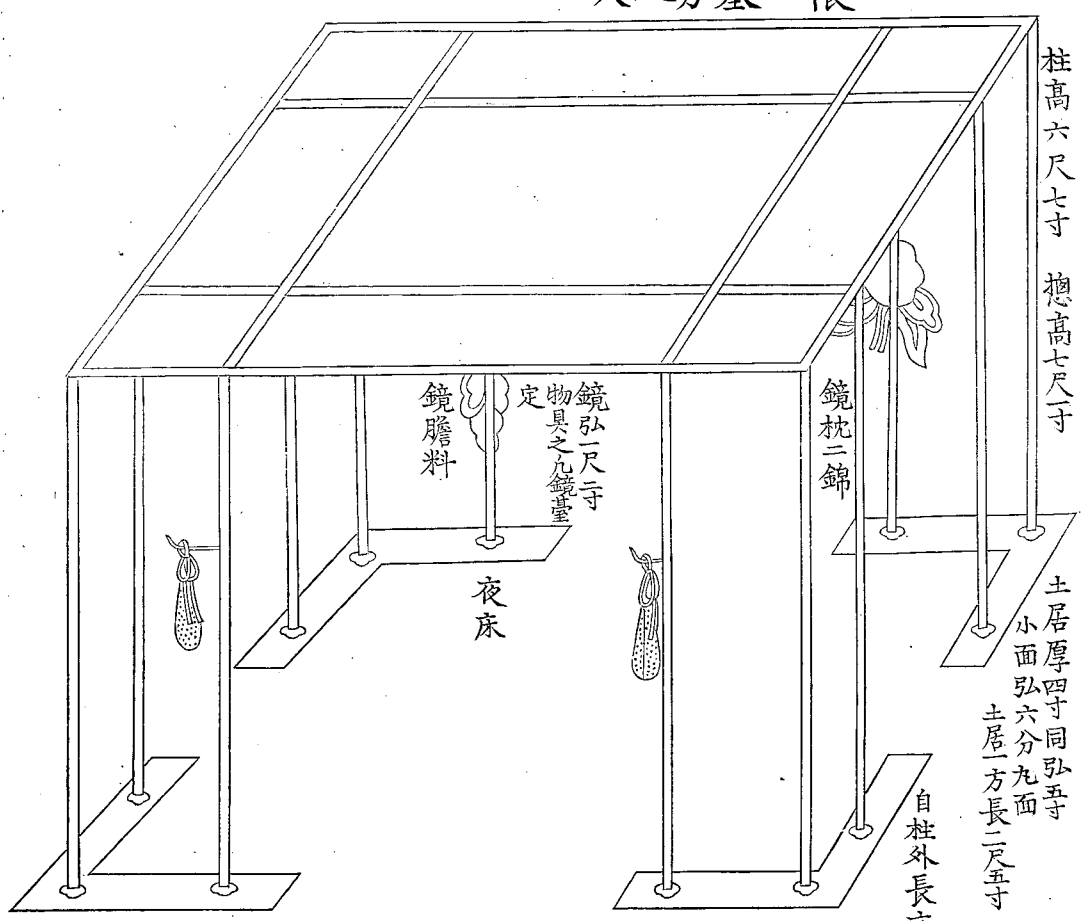 柱高六尺七寸　揔高七尺一寸
土居厚四寸同弘五寸
小面弘六分九面
土居一方長二尺五寸
自柱外長
鏡枕二錦
鏡弘一尺二寸
物具之九鏡臺
定
鏡膽料
夜床